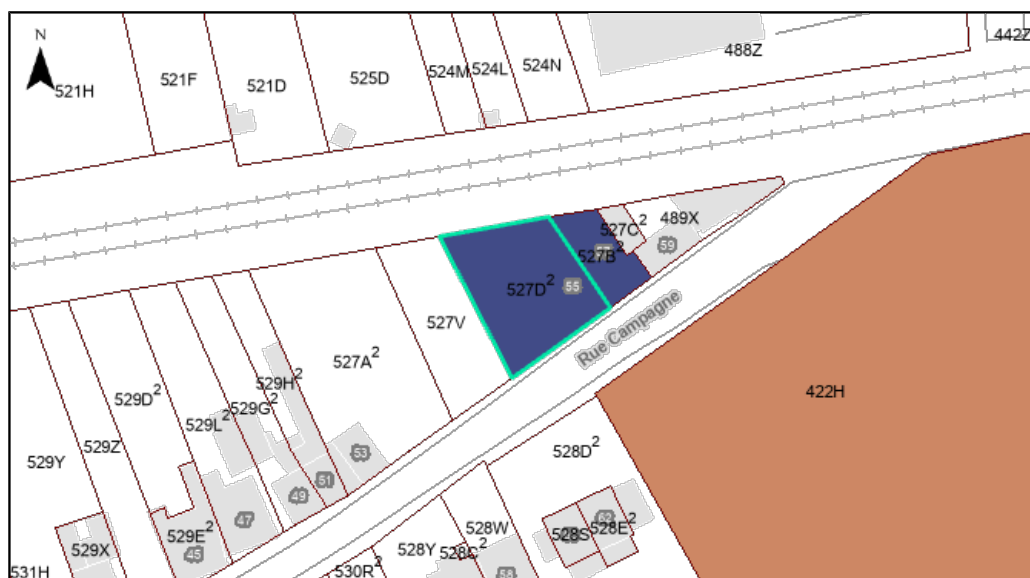 N
442Z
488Z
521H
521F
521D
525D
524M
524L
524N
527C²
489X
59
527B²
527D²
55
Rue Campagne
527V
527A²
422H
529H²
529D²
529G²
529L²
529Z
529Y
53
51
49
47
528D²
528W
62
528S
528E²
529E²
45
529X
528Y
528C²
531H
530R²
58